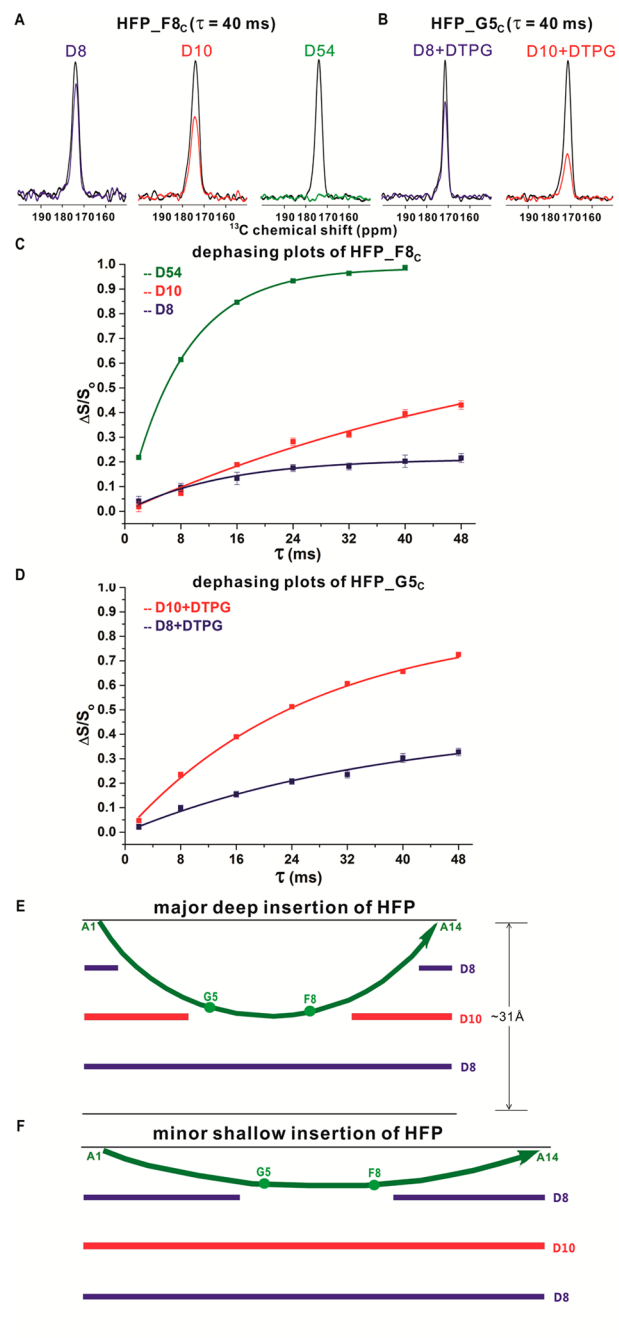 A HFP_F8C (τ = 40 ms) B HFP_G5C (τ = 40 ms)
D8 D10 D54 D8+DTPG D10+DTPG
190 180 170 160 190 180 170 160 190 180 170 160 190 180 170 160 190 180 170 160
13C chemical shift (ppm)
C dephasing plots of HFP_F8C
1.0
0.9
0.8
0.7
0.6
0.5
0.4
0.3
0.2
0.1
0.0
ΔS/So
-- D54
-- D10
-- D8
0 8 16 24 32 40 48
τ (ms)
D dephasing plots of HFP_G5C
1.0
0.9
0.8
0.7
0.6
0.5
0.4
0.3
0.2
0.1
0.0
ΔS/So
-- D10+DTPG
-- D8+DTPG
0 8 16 24 32 40 48
τ (ms)
E major deep insertion of HFP
A1 A14
D8
G5 F8
D10 ~31Å
D8
F minor shallow insertion of HFP
A1 A14
G5 F8
D8
D10
D8